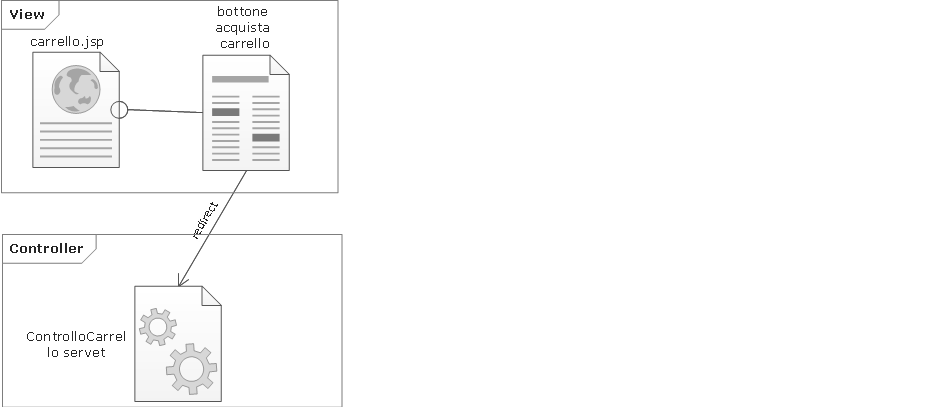 View
carrello.jsp
bottone
acquista
carrello
redirect
Controller
ControlloCarrel
lo servet